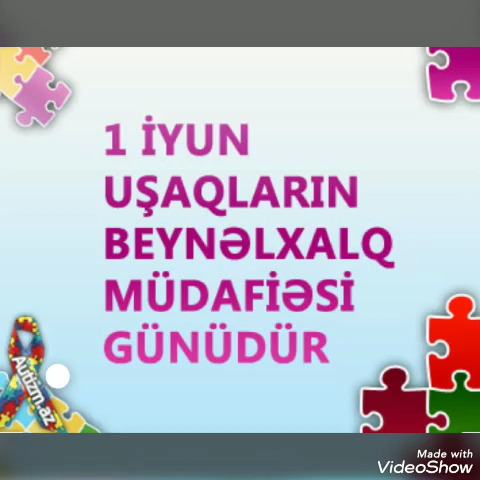 1 İYUN
UŞAQLARIN
BEYNƏLXALQ
MÜDAFİƏSİ
GÜNÜDÜR
Autizm.az
Made with
VideoShow